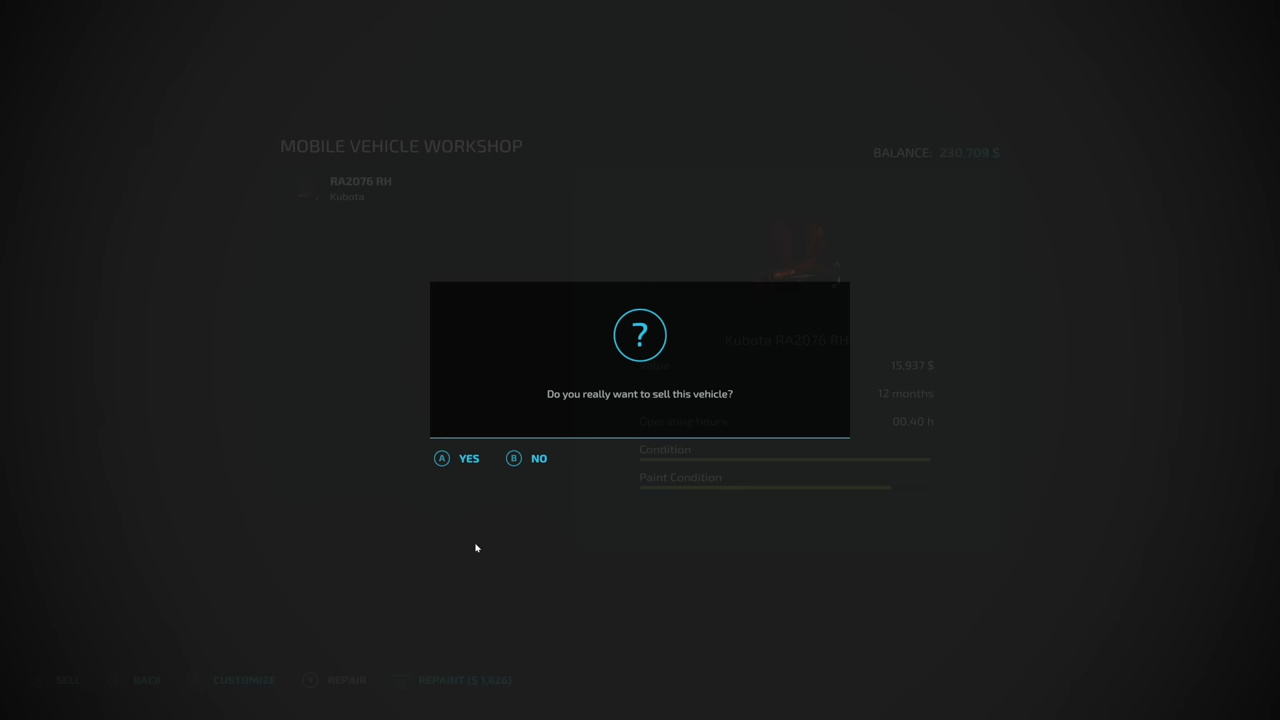 MOBILE VEHICLE WORKSHOP
BALANCE: 230,709 $
RA2076 RH
Kubota
?
Kubota RA2076 RH
Value 15,937 $
Do you really want to sell this vehicle?
12 months
Operating hours 00:40 h
Condition
A YES B NO
Paint Condition
SELL BACK CUSTOMIZE REPAIR REPAINT ($ 1,626)